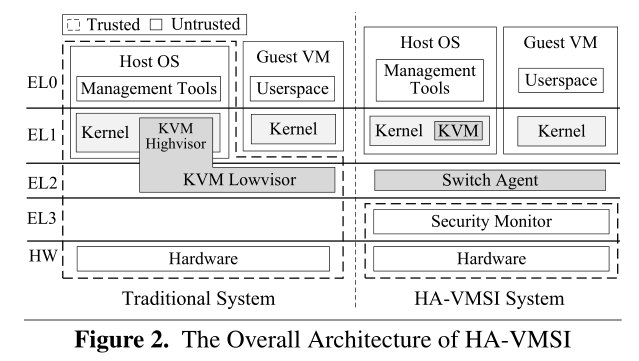 Trusted Untrusted
Host OS
Management Tools
Guest VM
Userspace
Host OS
Management
Tools
Guest VM
Userspace
EL0
EL1
Kernel
KVM
Highvisor
Kernel
Kernel
KVM
Kernel
EL2
KVM Lowvisor
Switch Agent
EL3
Security Monitor
HW
Hardware
Hardware
Traditional System
HA-VMSI System
Figure 2. The Overall Architecture of HA-VMSI